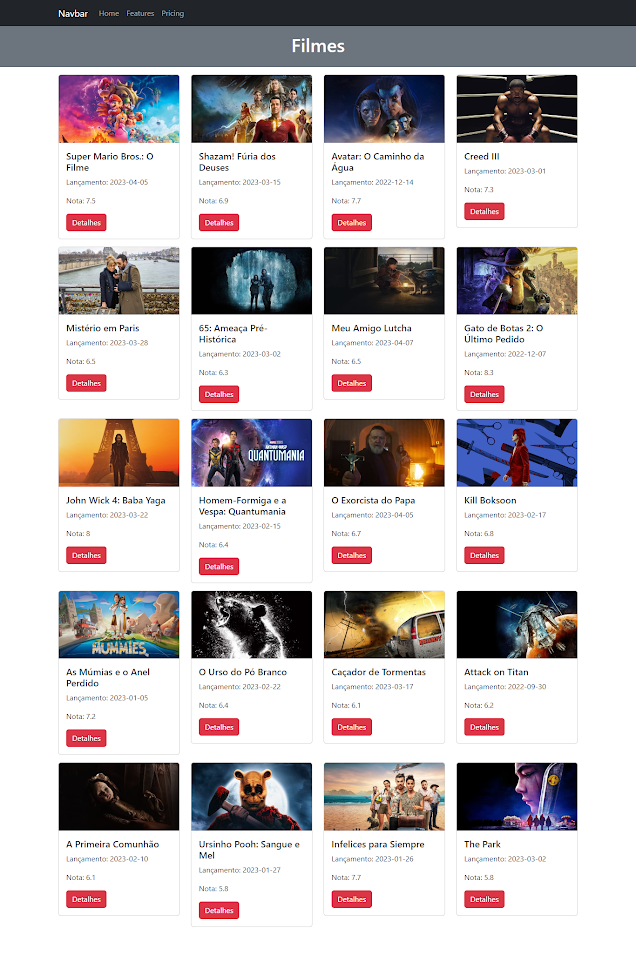 Navbar Home Features Pricing
Filmes
Super Mario Bros.: O
Filme
Lançamento: 2023-04-05
Nota: 7.5
Detalhes
Shazam! Fúria dos
Deuses
Lançamento: 2023-03-15
Nota: 6.9
Detalhes
Avatar: O Caminho da
Água
Lançamento: 2022-12-14
Nota: 7.7
Detalhes
Creed III
Lançamento: 2023-03-01
Nota: 7.3
Detalhes
Mistério em Paris
Lançamento: 2023-03-28
Nota: 6.5
Detalhes
65: Ameaça Pré-
Histórica
Lançamento: 2023-03-02
Nota: 6.3
Detalhes
Meu Amigo Lutcha
Lançamento: 2023-04-07
Nota: 6.5
Detalhes
Gato de Botas 2: O
Último Pedido
Lançamento: 2022-12-07
Nota: 8.3
Detalhes
John Wick 4: Baba Yaga
Lançamento: 2023-03-22
Nota: 8
Detalhes
QUANTUMANIA
Homem-Formiga e a
Vespa: Quantumania
Lançamento: 2023-02-15
Nota: 6.4
Detalhes
O Exorcista do Papa
Lançamento: 2023-04-05
Nota: 6.7
Detalhes
Kill Boksoon
Lançamento: 2023-02-17
Nota: 6.8
Detalhes
MUMMIES
As Múmias e o Anel
Perdido
Lançamento: 2023-01-05
Nota: 7.2
Detalhes
O Urso do Pó Branco
Lançamento: 2023-02-22
Nota: 6.4
Detalhes
Caçador de Tormentas
Lançamento: 2023-03-17
Nota: 6.1
Detalhes
Attack on Titan
Lançamento: 2022-09-30
Nota: 6.2
Detalhes
A Primeira Comunhão
Lançamento: 2023-02-10
Nota: 6.1
Detalhes
Ursinho Pooh: Sangue e
Mel
Lançamento: 2023-01-27
Nota: 5.8
Detalhes
Infelices para Siempre
Lançamento: 2023-01-26
Nota: 7.7
Detalhes
The Park
Lançamento: 2023-03-02
Nota: 5.8
Detalhes